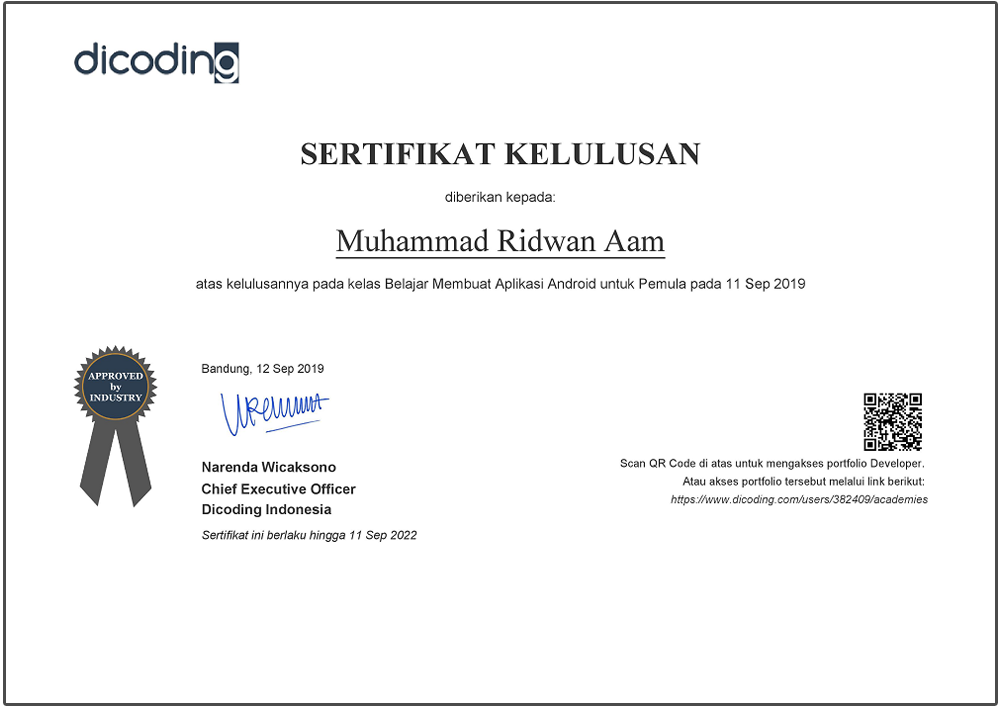 dicoding
SERTIFIKAT KELULUSAN
diberikan kepada:
Muhammad Ridwan Aam
atas kelulusannya pada kelas Belajar Membuat Aplikasi Android untuk Pemula pada 11 Sep 2019
APPROVED
by
INDUSTRY
Bandung, 12 Sep 2019
Narenda Wicaksono
Chief Executive Officer
Dicoding Indonesia
Sertifikat ini berlaku hingga 11 Sep 2022
Scan QR Code di atas untuk mengakses portfolio Developer.
Atau akses portfolio tersebut melalui link berikut:
https://www.dicoding.com/users/382409/academies